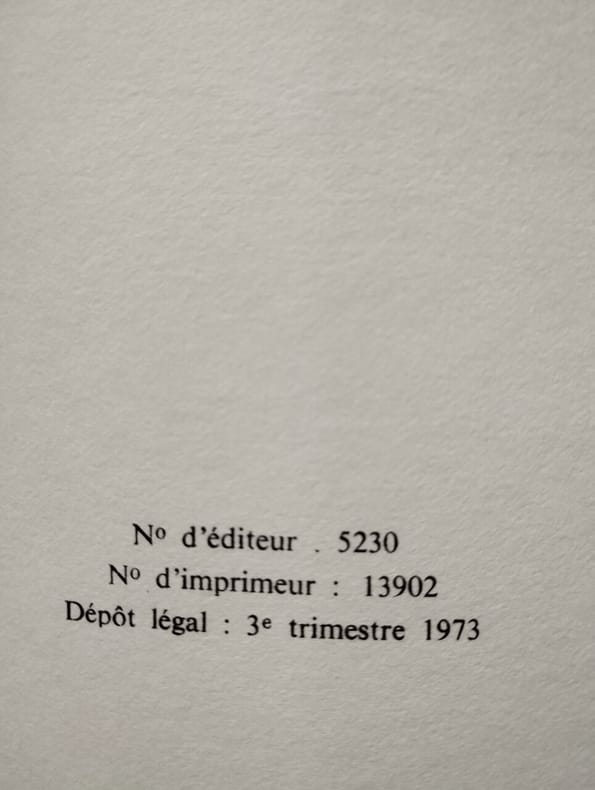 Nº d'éditeur . 5230
Nº d'imprimeur : 13902
Dépôt légal : 3e trimestre 1973